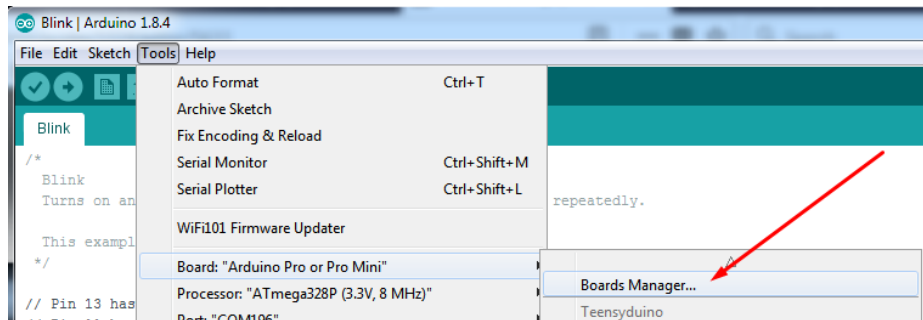 Blink | Arduino 1.8.4
File Edit Sketch Tools Help
Auto Format Ctrl+T
Archive Sketch
Fix Encoding & Reload
Serial Monitor Ctrl+Shift+M
Serial Plotter Ctrl+Shift+L
WiFi101 Firmware Updater
Board: "Arduino Pro or Pro Mini"
Processor: "ATmega328P (3.3V, 8 MHz)"
Port: "COM196"
Boards Manager...
Teensyduino
Blink
/*
Blink
Turns on an repeatedly.
This exampl
*/
// Pin 13 has